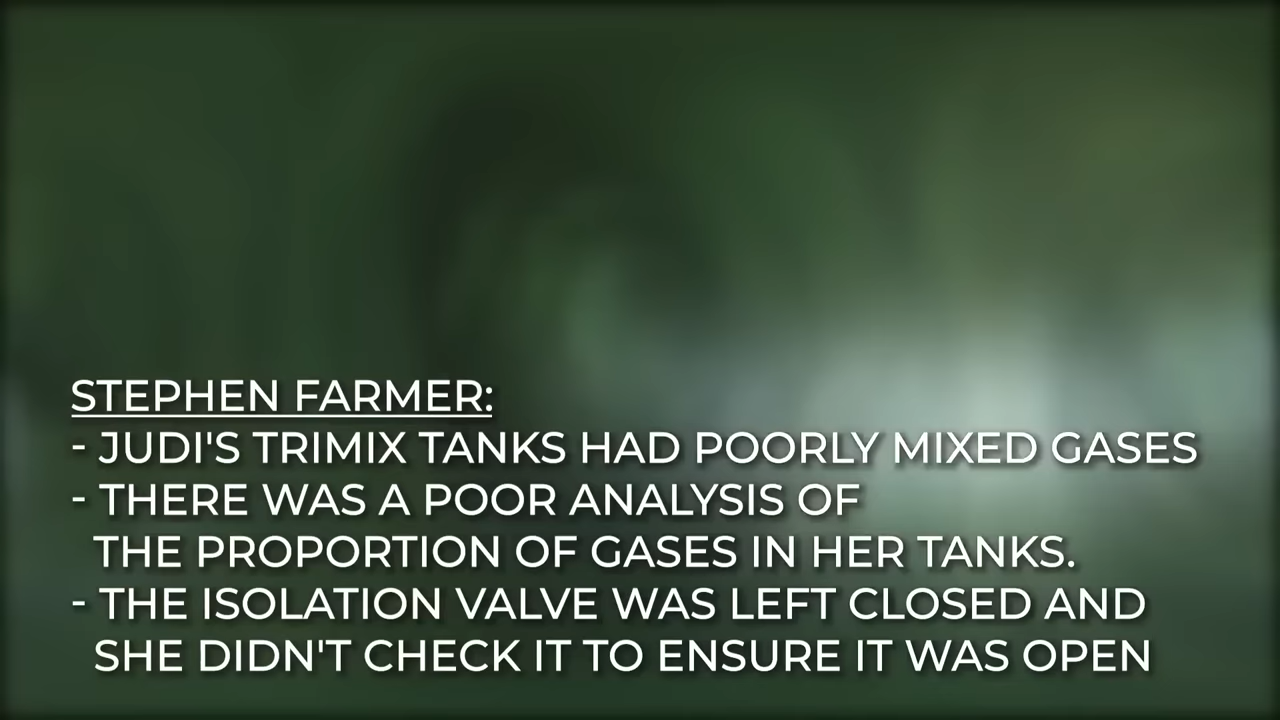 STEPHEN FARMER:
- JUDI'S TRIMIX TANKS HAD POORLY MIXED GASES
- THERE WAS A POOR ANALYSIS OF
THE PROPORTION OF GASES IN HER TANKS.
- THE ISOLATION VALVE WAS LEFT CLOSED AND
SHE DIDN'T CHECK IT TO ENSURE IT WAS OPEN